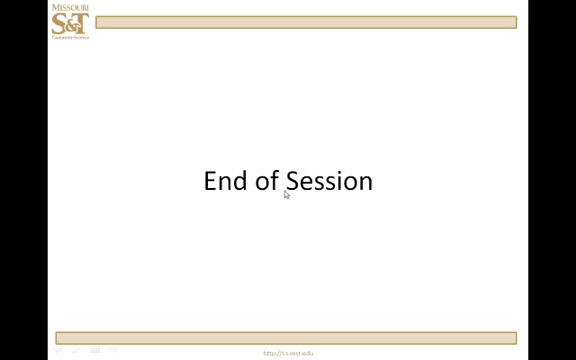 MISSOURI
S&T
Computer Science
End of Session
http://cs.mst.edu